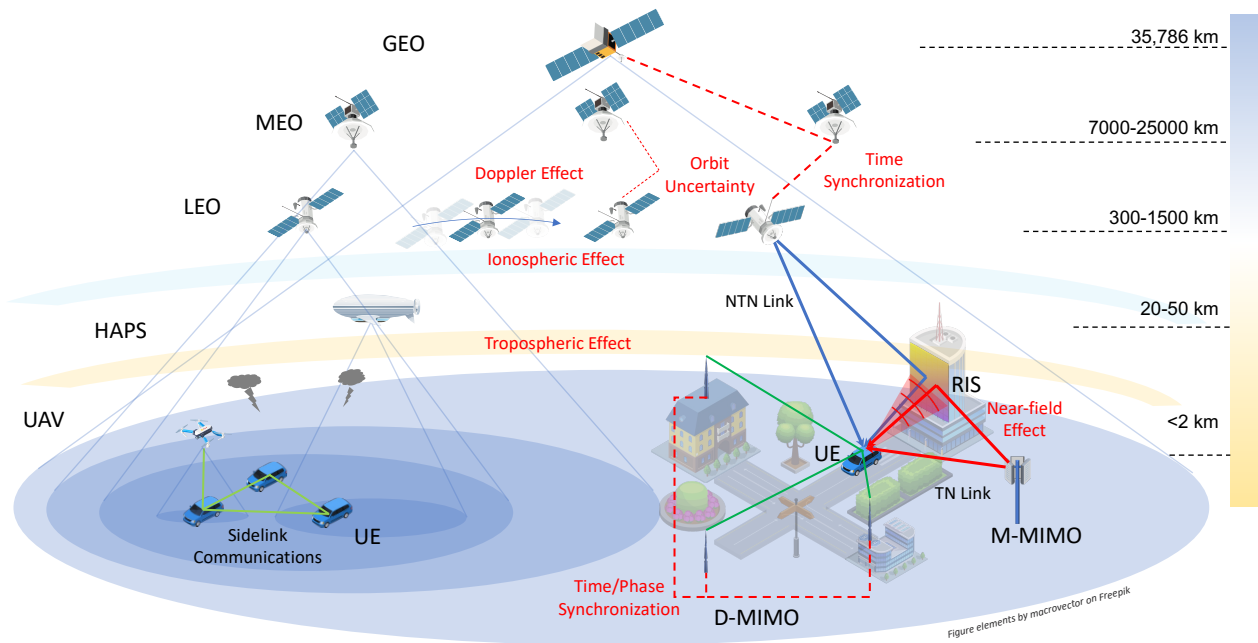 GEO
35,786 km
MEO
7000-25000 km
Doppler Effect
Orbit
Uncertainty
Time
Synchronization
LEO
300-1500 km
Ionospheric Effect
NTN Link
20-50 km
HAPS
Tropospheric Effect
RIS
UAV
Near-field
Effect
<2 km
UE
TN Link
Sidelink
Communications
UE
M-MIMO
Time/Phase
Synchronization
D-MIMO
Figure elements by macrovector on Freepik